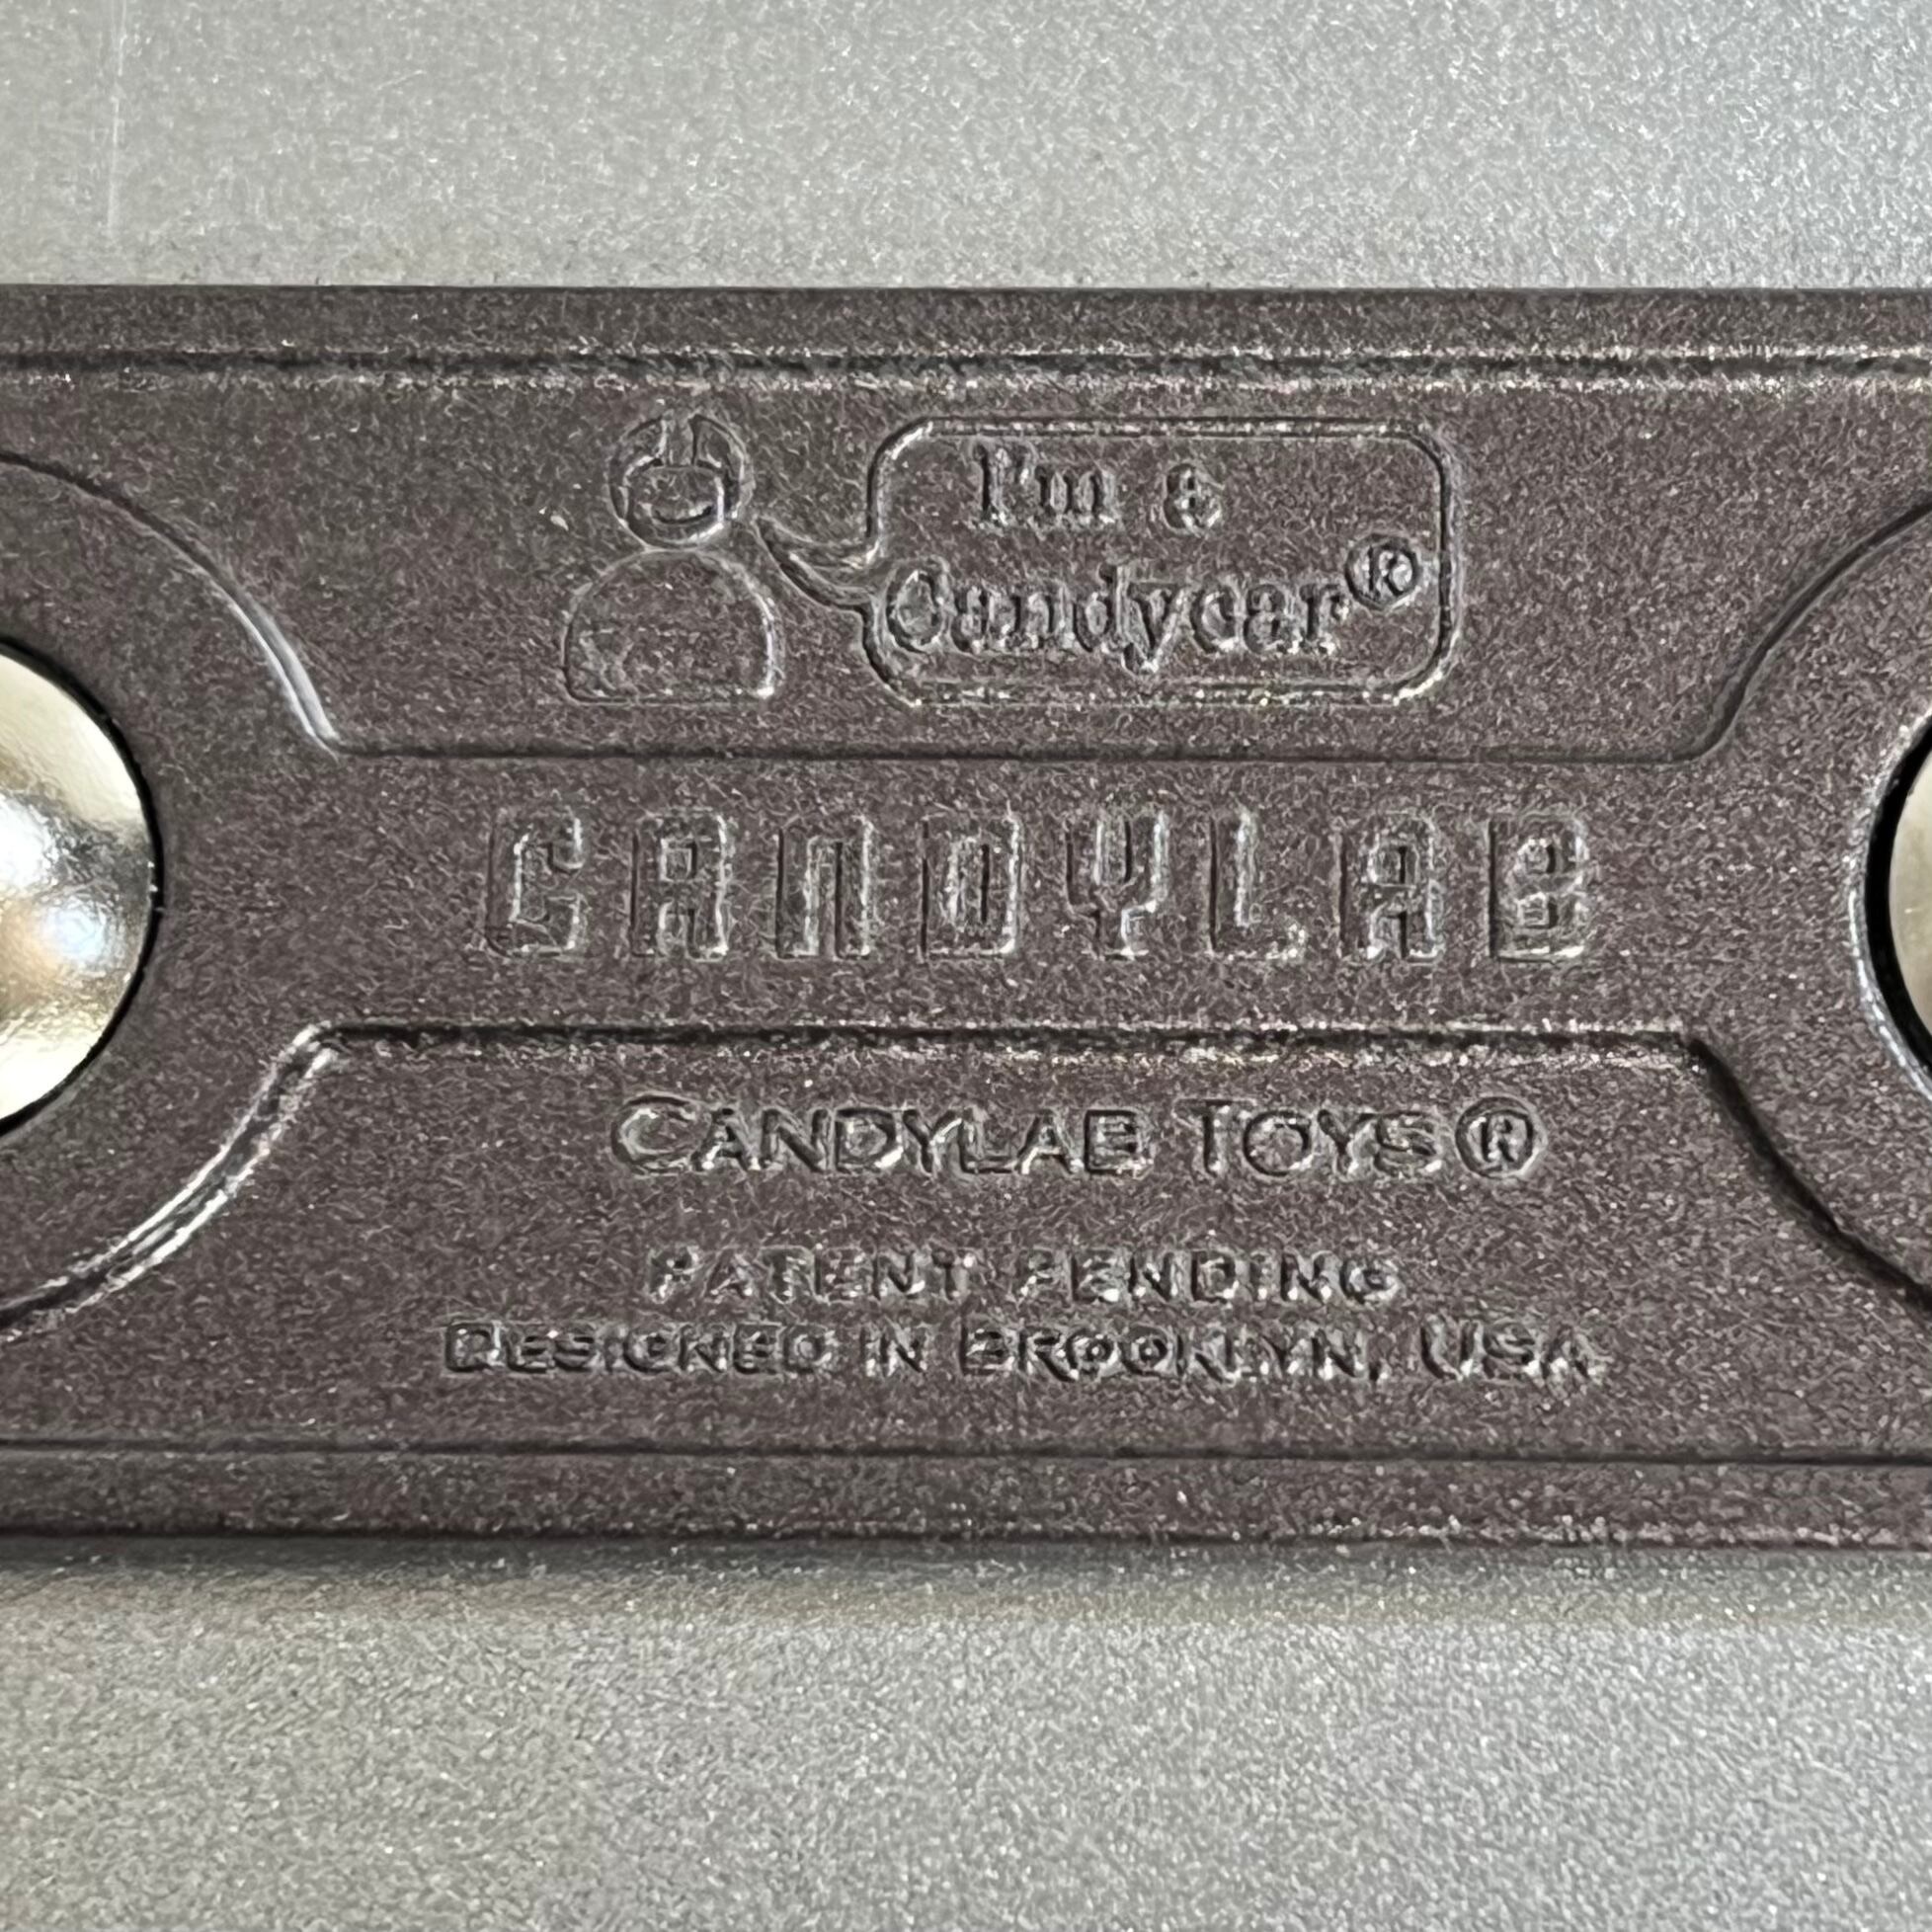 I'm a
Candycar®
CANDYLAB
CANDYLAB TOYS®
PATENT PENDING
DESIGNED IN BROOKLYN, USA